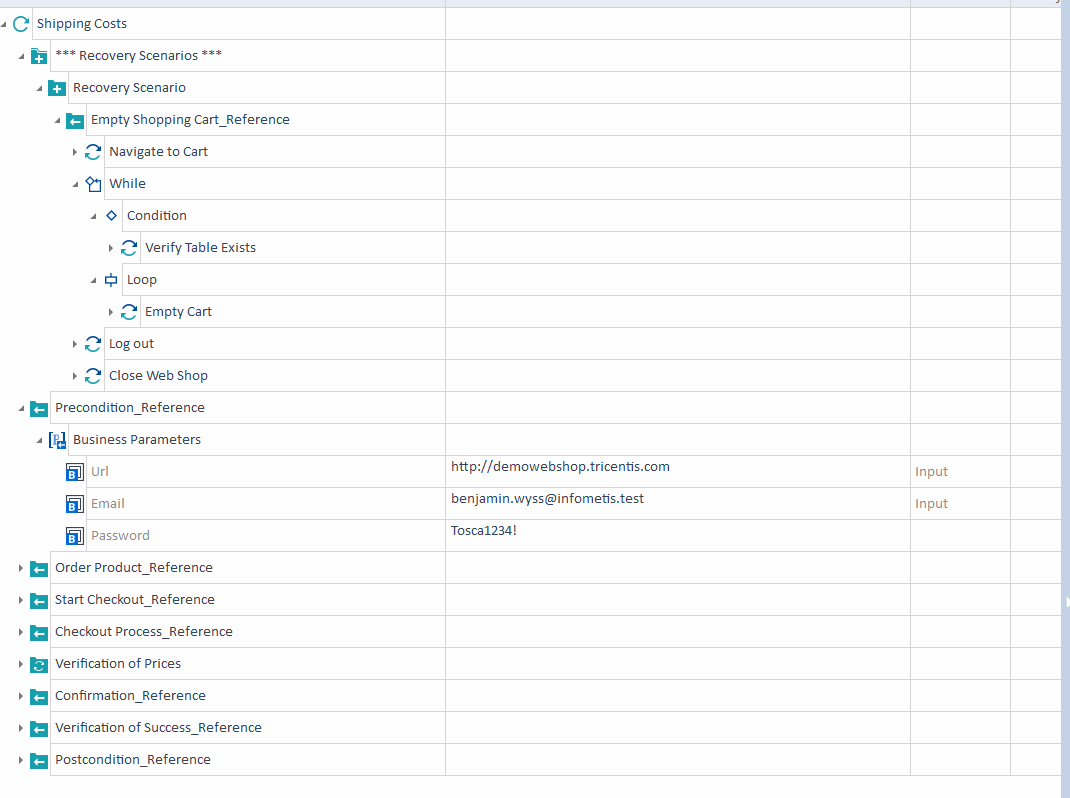 Shipping Costs
*** Recovery Scenarios ***
Recovery Scenario
Empty Shopping Cart_Reference
Navigate to Cart
While
Condition
Verify Table Exists
Loop
Empty Cart
Log out
Close Web Shop
Precondition_Reference
Business Parameters
Url http://demowebshop.tricentis.com Input
Email benjamin.wyss@infometis.test Input
Password Tosca1234!
Order Product_Reference
Start Checkout_Reference
Checkout Process_Reference
Verification of Prices
Confirmation_Reference
Verification of Success_Reference
Postcondition_Reference